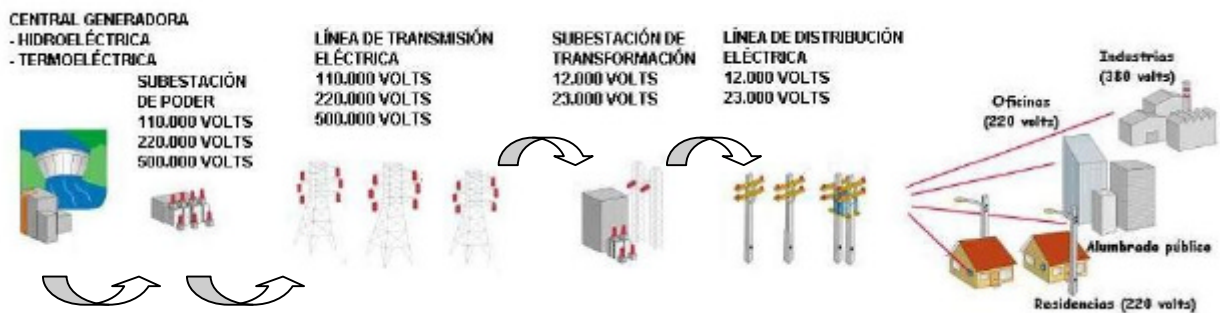 CENTRAL GENERADORA
- HIDROELÉCTRICA
- TERMOELÉCTRICA
SUBESTACIÓN
DE PODER
110.000 VOLTS
220.000 VOLTS
500.000 VOLTS
LÍNEA DE TRANSMISIÓN
ELÉCTRICA
110.000 VOLTS
220.000 VOLTS
500.000 VOLTS
SUBESTACIÓN DE
TRANSFORMACIÓN
12.000 VOLTS
23.000 VOLTS
LÍNEA DE DISTRIBUCIÓN
ELÉCTRICA
12.000 VOLTS
23.000 VOLTS
Industrias
(380 volts)
Oficinas
(220 volts)
Alumbrado público
Residencias (220 volts)